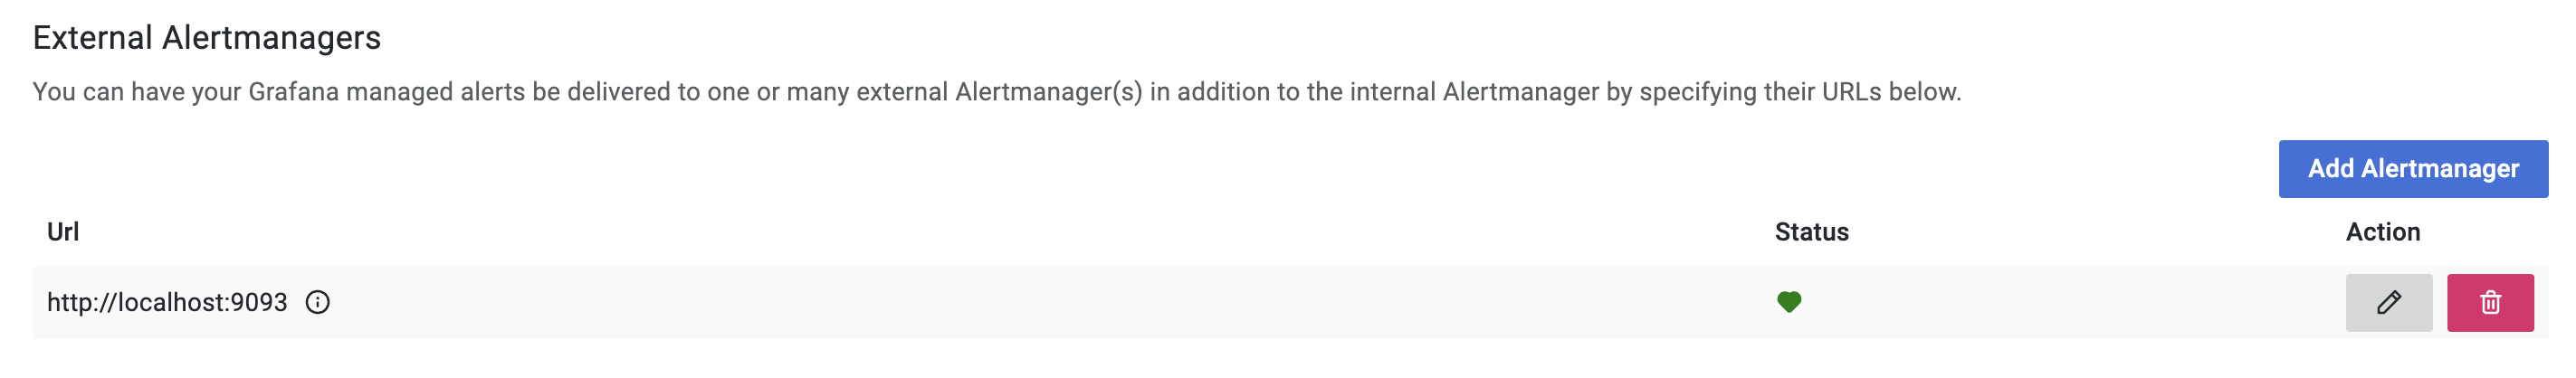 External Alertmanagers
You can have your Grafana managed alerts be delivered to one or many external Alertmanager(s) in addition to the internal Alertmanager by specifying their URLs below.
Add Alertmanager
Url Status Action
http://localhost:9093